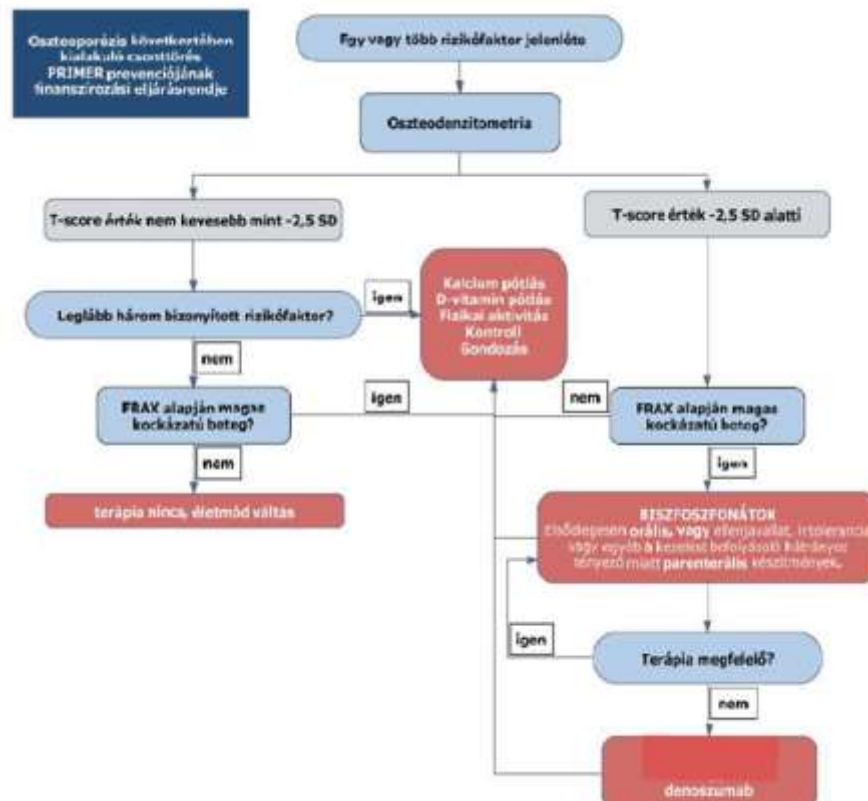 Oszteoporózis következtében
kialakuló csonttörés
PRIMER prevenciójának
finanszírozási eljárásrendje
Egy vagy több rizikófaktor jelenléte
Oszteodenzitometria
T-score érték nem kevesebb mint -2,5 SD
T-score érték -2,5 SD alatti
Kalcium pótlás
D-vitamin pótlás
Fizikai aktivitás
Kontroll
Gondozás
igen
Leglább három bizonyított rizikófaktor?
nem
igen
nem
FRAX alapján magas
kockázatú beteg?
FRAX alapján magas
kockázatú beteg?
nem
igen
terápia nincs, életmód váltás
BISZFOSZFONÁTOK
Elsődlegesen orális, vagy ellenjavallat, intolerancia
vagy egyéb a kezelést befolyásoló hátrányos
tényező miatt parenterális készítmények.
igen
Terápia megfelelő?
nem
denoszumab